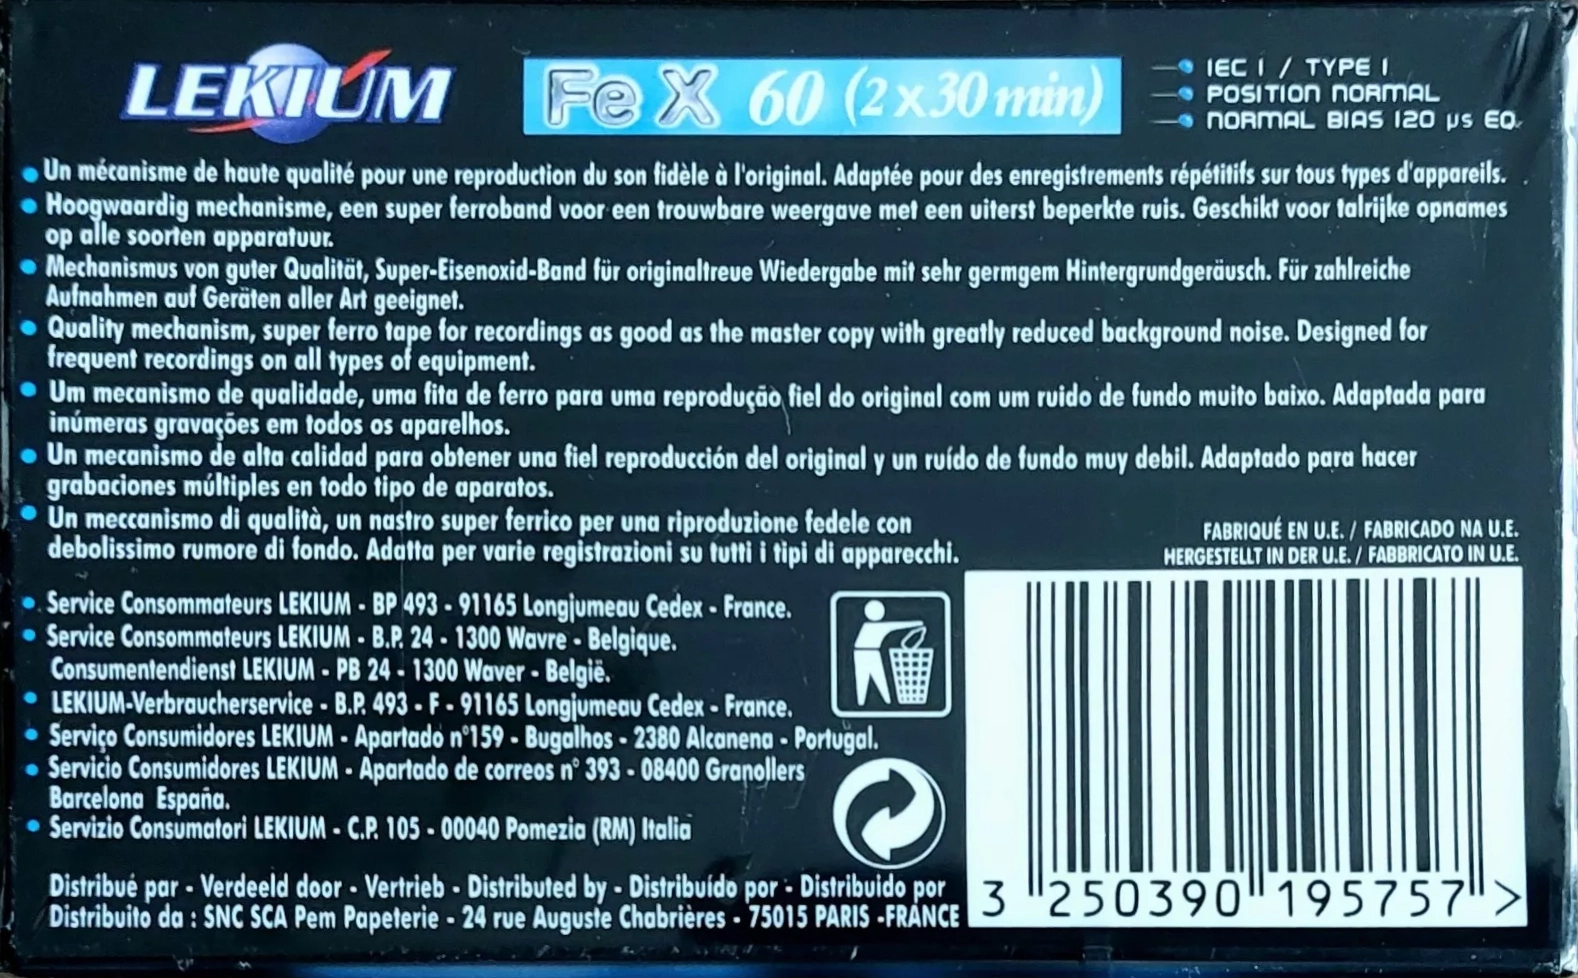 LEKIUM
FeX 60 (2x30 min)
IEC I / TYPE I
POSITION NORMAL
NORMAL BIAS 120 µs EQ.
• Un mécanisme de haute qualité pour une reproduction du son fidèle à l'original. Adaptée pour des enregistrements répétitifs sur tous types d'appareils.
• Hoogwaardig mechanisme, een super ferroband voor een trouwbare weergave met een uiterst beperkte ruis. Geschikt voor talrijke opnames
op alle soorten apparatuur.
• Mechanismus von guter Qualität, Super-Eisenoxid-Band für originaltreue Wiedergabe mit sehr germgem Hintergrundgeräusch. Für zahlreiche
Aufnahmen auf Geräten aller Art geeignet.
• Quality mechanism, super ferro tape for recordings as good as the master copy with greatly reduced background noise. Designed for
frequent recordings on all types of equipment.
• Um mecanismo de qualidade, uma fita de ferro para uma reprodução fiel do original com um ruido de fundo muito baixo. Adaptada para
inúmeras gravações em todos os aparelhos.
• Un mecanismo de alta calidad para obtener una fiel reproducción del original y un ruído de fundo muy debil. Adaptado para hacer
grabaciones múltiples en todo tipo de aparatos.
• Un meccanismo di qualità, un nastro super ferrico per una riproduzione fedele con
debolissimo rumore di fondo. Adatta per varie registrazioni su tutti i tipi di apparecchi.
FABRIQUÉ EN U.E. / FABRICADO NA U.E.
HERGESTELLT IN DER U.E. / FABBRICATO IN U.E.
• Service Consommateurs LEKIUM - BP 493 - 91165 Longjumeau Cedex - France.
• Service Consommateurs LEKIUM - B.P. 24 - 1300 Wavre - Belgique.
Consumentendienst LEKIUM - PB 24 - 1300 Waver - België.
• LEKIUM-Verbraucherservice - B.P. 493 - F - 91165 Longjumeau Cedex - France.
• Serviço Consumidores LEKIUM - Apartado n°159 - Bugalhos - 2380 Alcanena - Portugal.
• Servicio Consumidores LEKIUM - Apartado de correos n° 393 - 08400 Granollers
Barcelona España.
• Servizio Consumatori LEKIUM - C.P. 105 - 00040 Pomezia (RM) Italia
Distribué par - Verdeeld door - Vertrieb - Distributed by - Distribuído por - Distribuido por
Distribuito da : SNC SCA Pem Papeterie - 24 rue Auguste Chabrières - 75015 PARIS -FRANCE
3 250390 195757 >